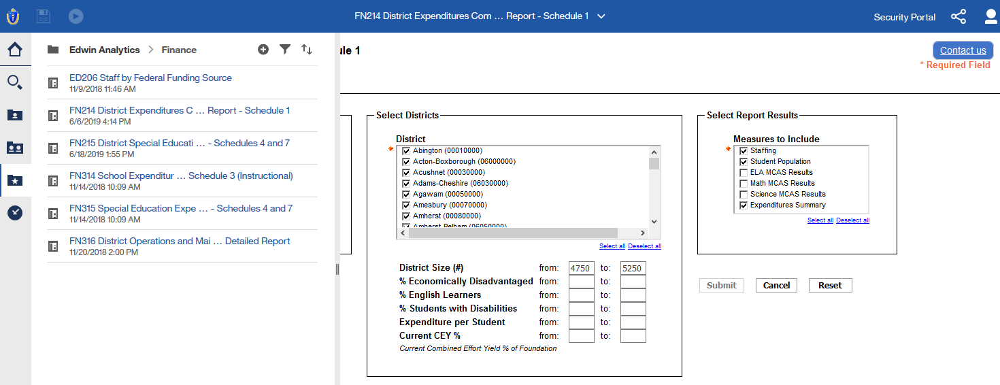 FN214 District Expenditures Com … Report - Schedule 1
Security Portal
Edwin Analytics
Finance
ED206 Staff by Federal Funding Source
11/9/2018 11:46 AM
FN214 District Expenditures C … Report - Schedule 1
6/6/2019 4:14 PM
FN215 District Special Educati … - Schedules 4 and 7
6/18/2019 1:55 PM
FN314 School Expenditur … Schedule 3 (Instructional)
11/14/2018 10:09 AM
FN315 Special Education Expe … - Schedules 4 and 7
11/14/2018 10:09 AM
FN316 District Operations and Mai … Detailed Report
11/20/2018 2:00 PM
ule 1
Contact us
* Required Field
Select Districts
District
*
Abington (00010000)
Acton-Boxborough (06000000)
Acushnet (00030000)
Adams-Cheshire (06030000)
Agawam (00050000)
Amesbury (00070000)
Amherst (00080000)
Amherst Pelham (06050000)
Select all Deselect all
District Size (#) from: 4750 to: 5250
% Economically Disadvantaged from: to:
% English Learners from: to:
% Students with Disabilities from: to:
Expenditure per Student from: to:
Current CEY % from: to:
Current Combined Effort Yield % of Foundation
Select Report Results
Measures to Include
*
Staffing
Student Population
ELA MCAS Results
Math MCAS Results
Science MCAS Results
Expenditures Summary
Select all Deselect all
Submit Cancel Reset